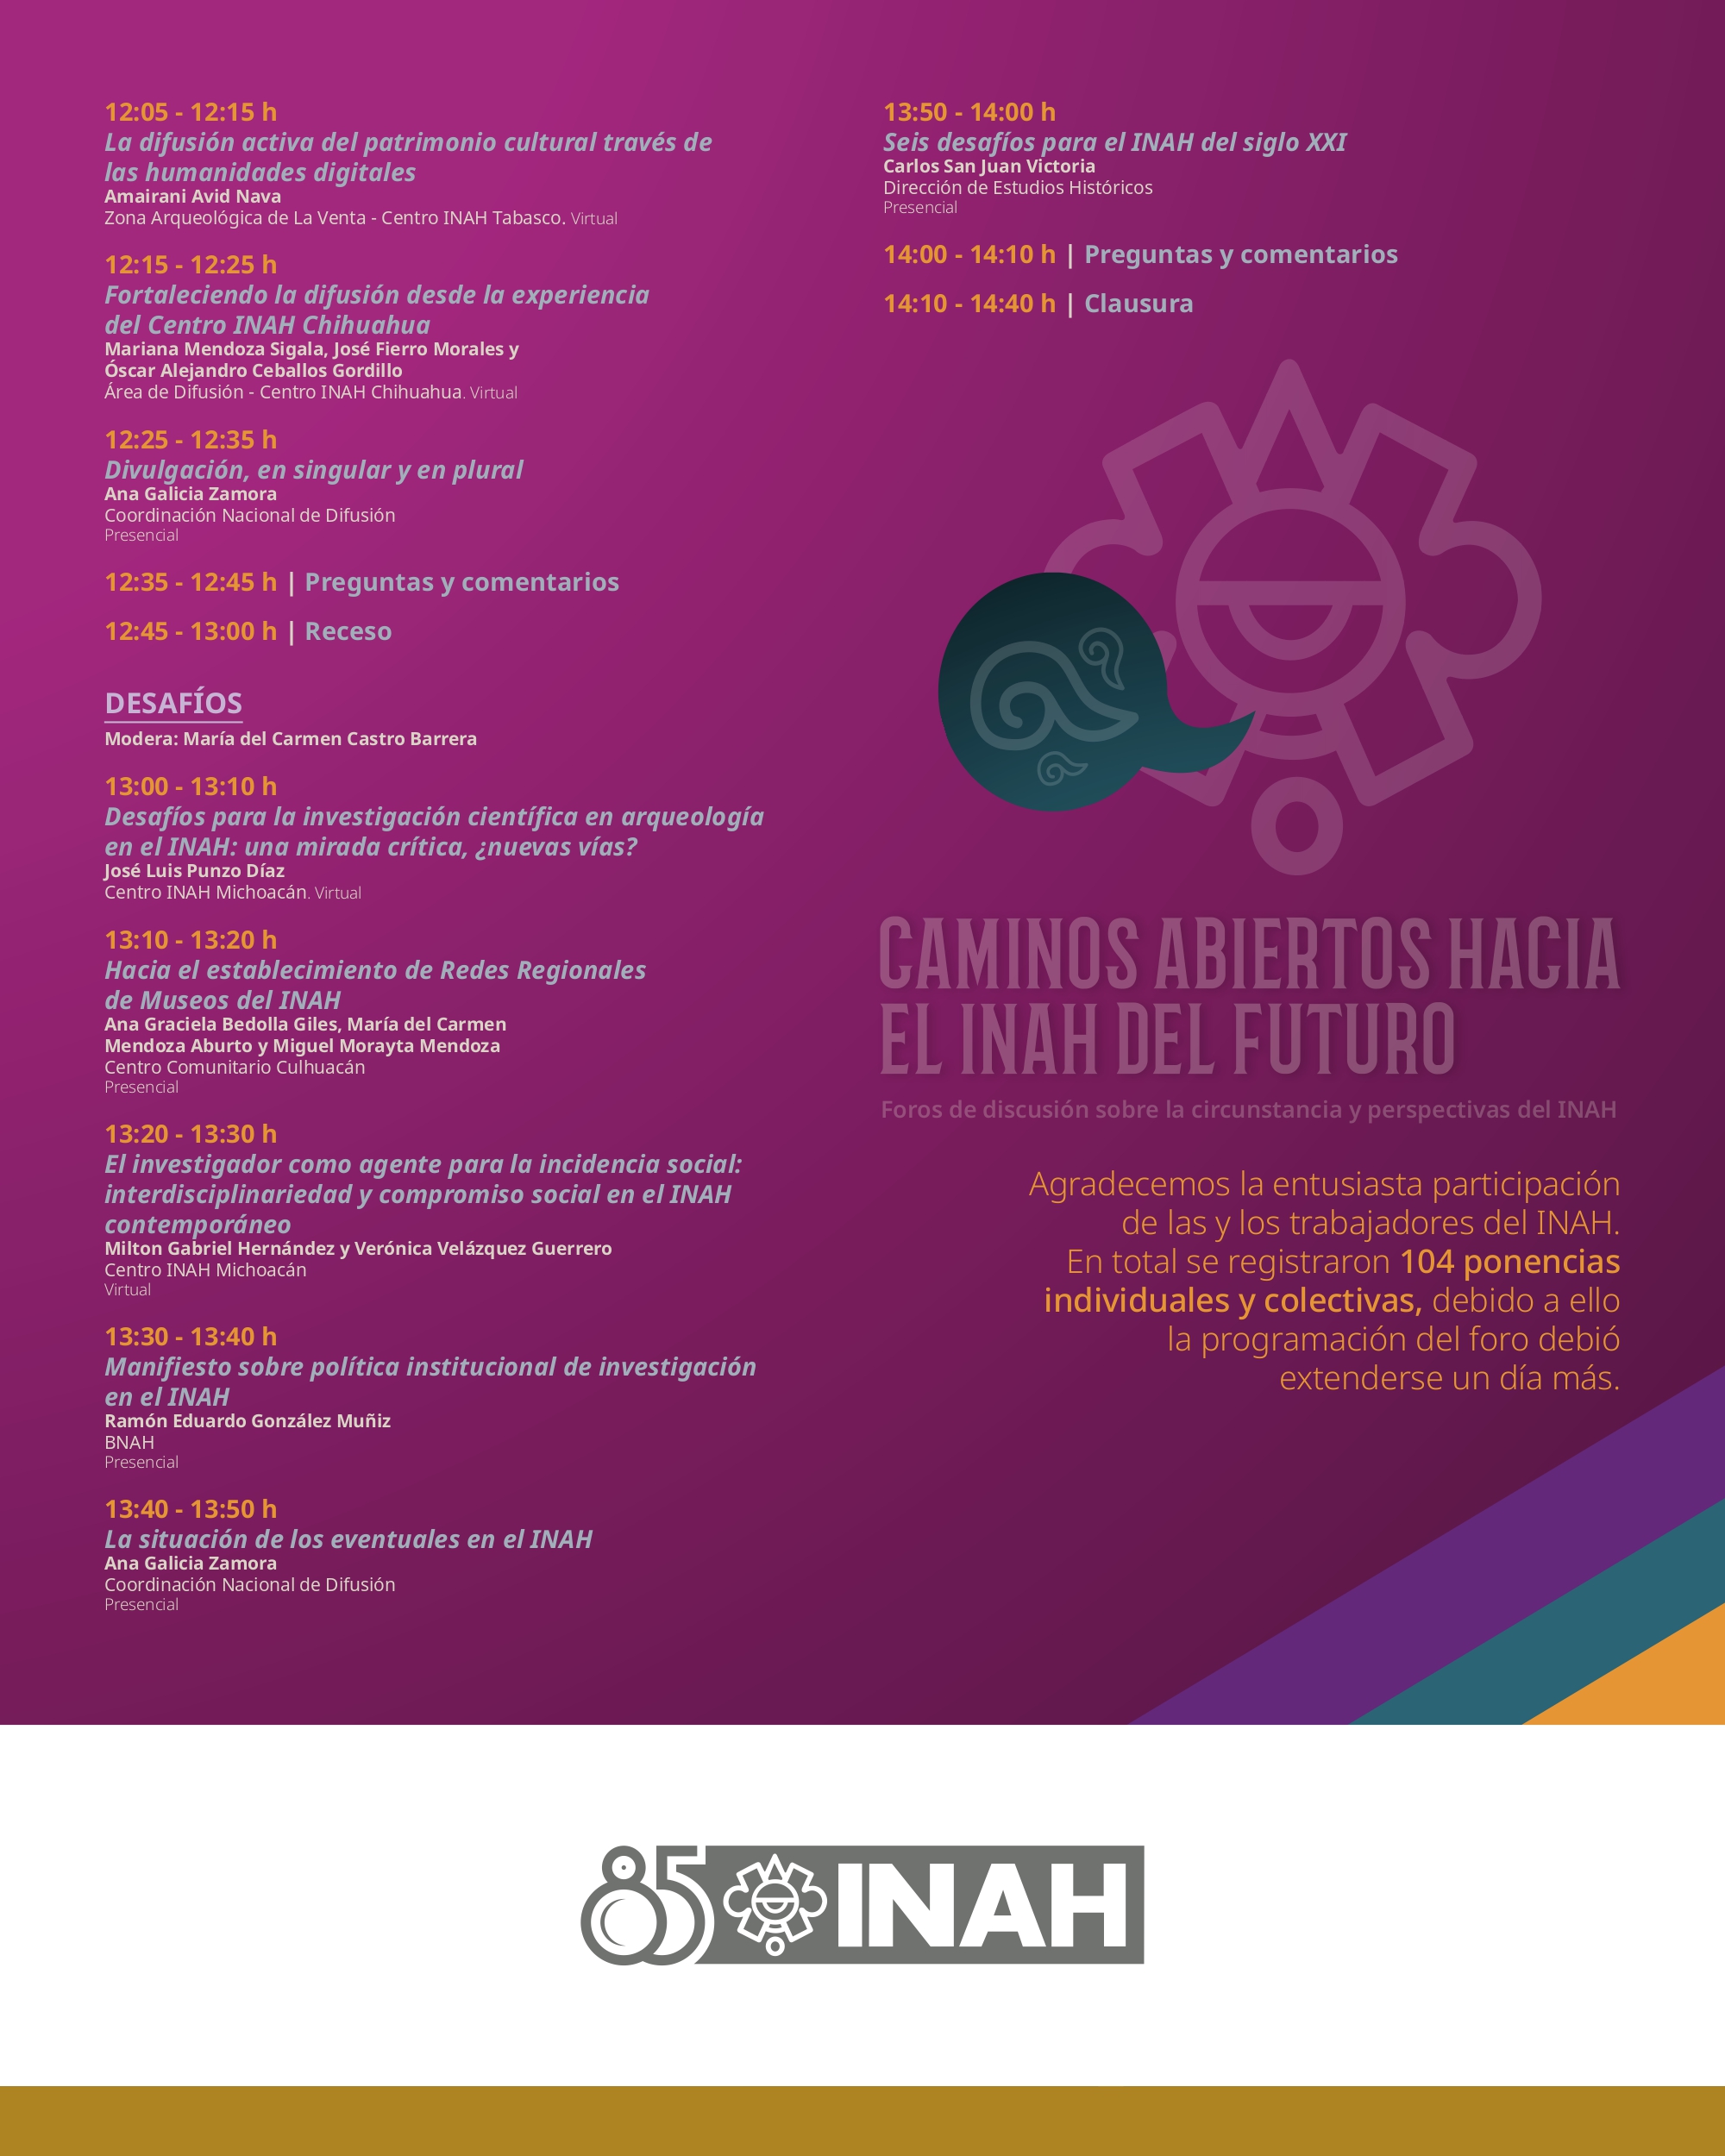 12:05 - 12:15 h
La difusión activa del patrimonio cultural través de
las humanidades digitales
Amairani Avid Nava
Zona Arqueológica de La Venta - Centro INAH Tabasco. Virtual
12:15 - 12:25 h
Fortaleciendo la difusión desde la experiencia
del Centro INAH Chihuahua
Mariana Mendoza Sigala, José Fierro Morales y
Óscar Alejandro Ceballos Gordillo
Área de Difusión - Centro INAH Chihuahua. Virtual
12:25 - 12:35 h
Divulgación, en singular y en plural
Ana Galicia Zamora
Coordinación Nacional de Difusión
Presencial
12:35 - 12:45 h | Preguntas y comentarios
12:45 - 13:00 h | Receso
DESAFÍOS
Modera: María del Carmen Castro Barrera
13:00 - 13:10 h
Desafíos para la investigación científica en arqueología
en el INAH: una mirada crítica, ¿nuevas vías?
José Luis Punzo Díaz
Centro INAH Michoacán. Virtual
13:10 - 13:20 h
Hacia el establecimiento de Redes Regionales
de Museos del INAH
Ana Graciela Bedolla Giles, María del Carmen
Mendoza Aburto y Miguel Morayta Mendoza
Centro Comunitario Culhuacán
Presencial
13:20 - 13:30 h
El investigador como agente para la incidencia social:
interdisciplinariedad y compromiso social en el INAH
contemporáneo
Milton Gabriel Hernández y Verónica Velázquez Guerrero
Centro INAH Michoacán
Virtual
13:30 - 13:40 h
Manifiesto sobre política institucional de investigación
en el INAH
Ramón Eduardo González Muñiz
BNAH
Presencial
13:40 - 13:50 h
La situación de los eventuales en el INAH
Ana Galicia Zamora
Coordinación Nacional de Difusión
Presencial
13:50 - 14:00 h
Seis desafíos para el INAH del siglo XXI
Carlos San Juan Victoria
Dirección de Estudios Históricos
Presencial
14:00 - 14:10 h | Preguntas y comentarios
14:10 - 14:40 h | Clausura
CAMINOS ABIERTOS HACIA
EL INAH DEL FUTURO
Foros de discusión sobre la circunstancia y perspectivas del INAH
Agradecemos la entusiasta participación
de las y los trabajadores del INAH.
En total se registraron 104 ponencias
individuales y colectivas, debido a ello
la programación del foro debió
extenderse un día más.
85 INAH